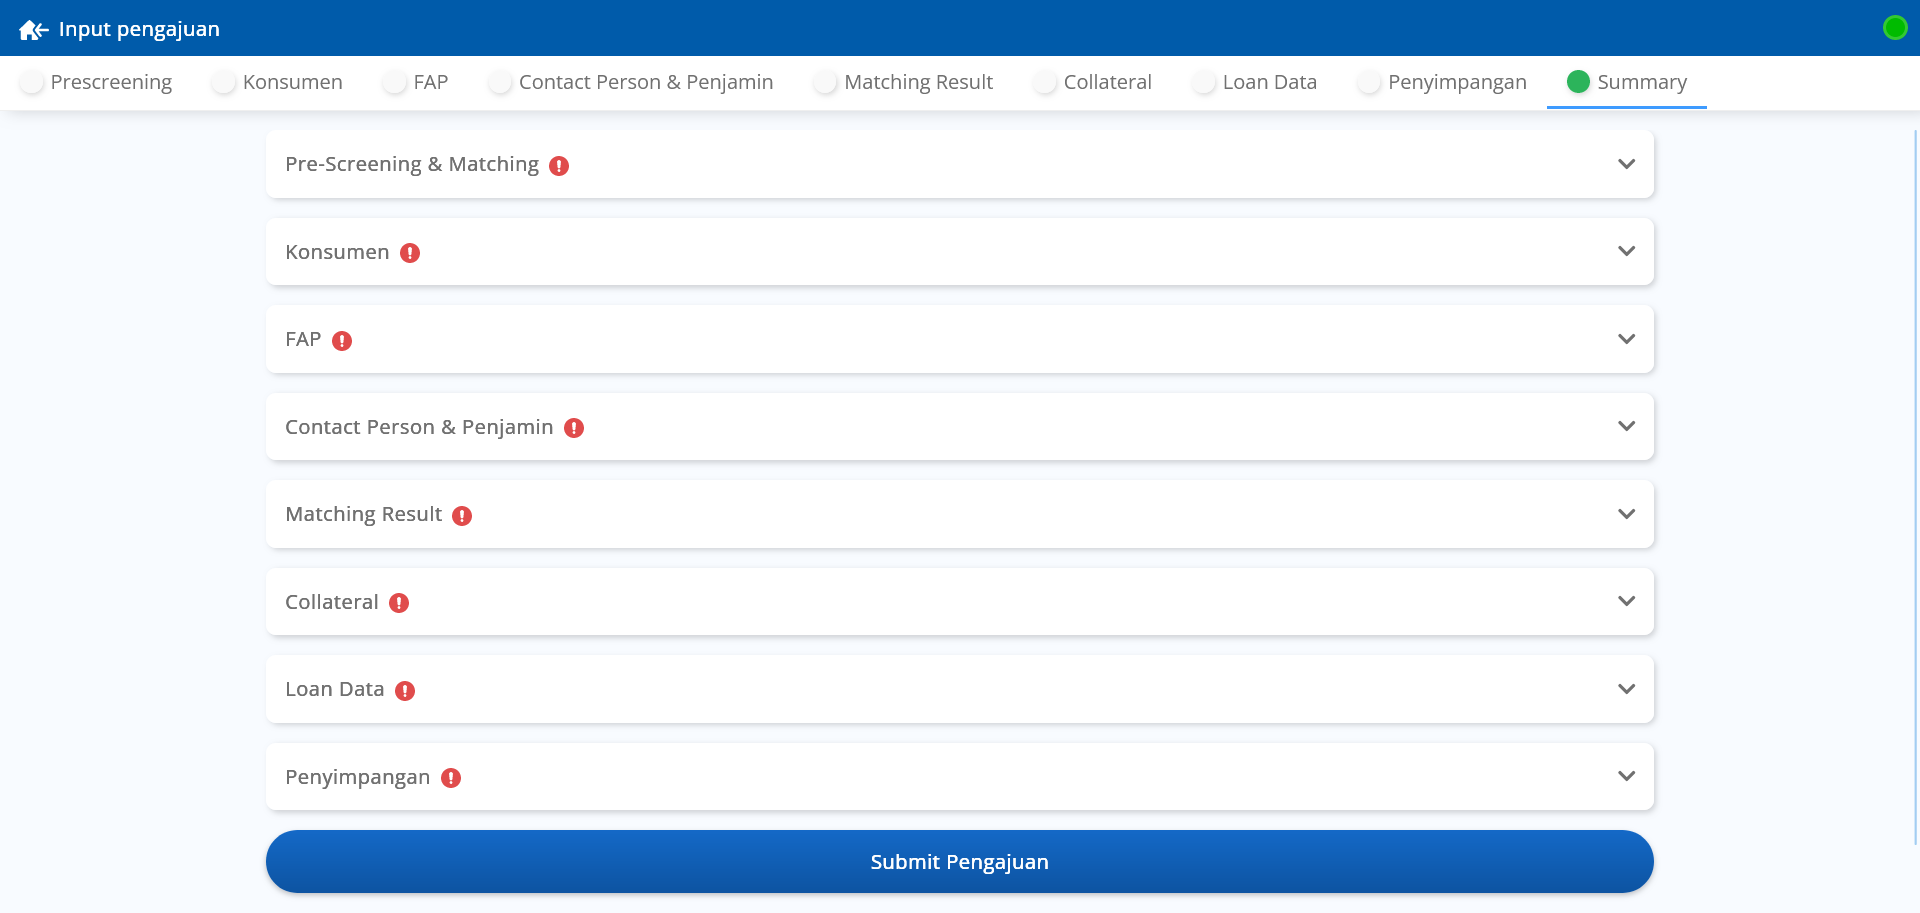 Input pengajuan
Prescreening Konsumen FAP Contact Person & Penjamin Matching Result Collateral Loan Data Penyimpangan Summary
Pre-Screening & Matching
Konsumen
FAP
Contact Person & Penjamin
Matching Result
Collateral
Loan Data
Penyimpangan
Submit Pengajuan